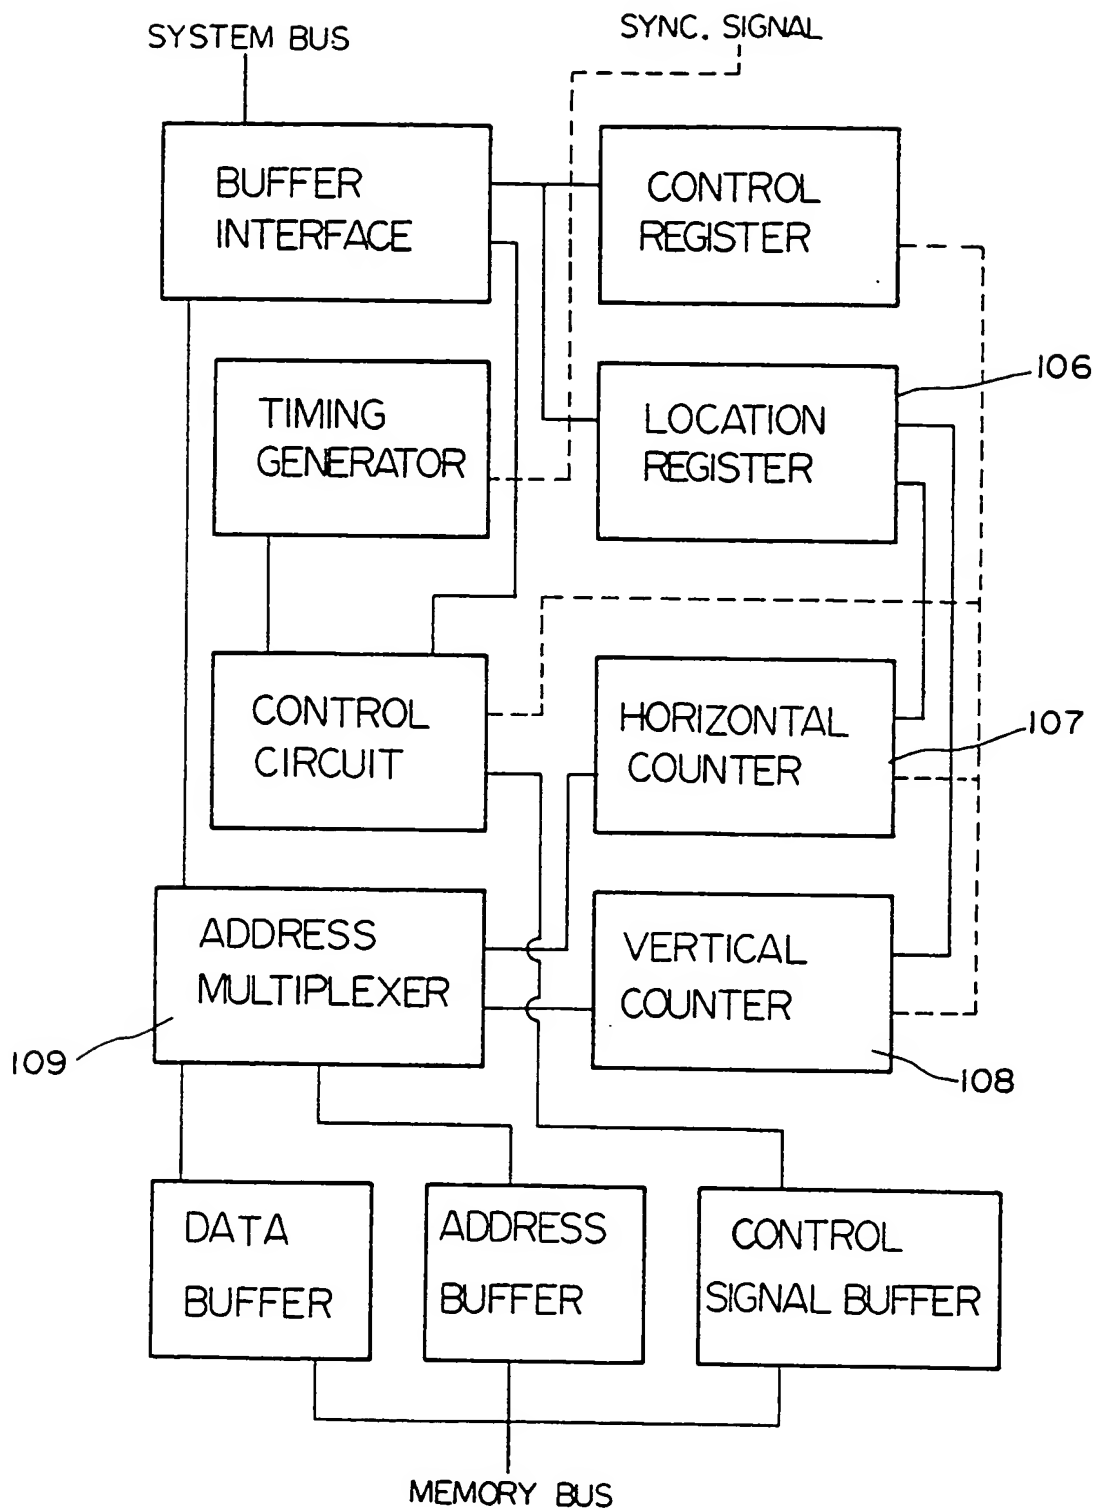 SYSTEM BUS
SYNC. SIGNAL
BUFFER
INTERFACE
CONTROL
REGISTER
TIMING
GENERATOR
LOCATION
REGISTER
106
CONTROL
CIRCUIT
HORIZONTAL
COUNTER
107
ADDRESS
MULTIPLEXER
109
VERTICAL
COUNTER
108
DATA
BUFFER
ADDRESS
BUFFER
CONTROL
SIGNAL BUFFER
MEMORY BUS